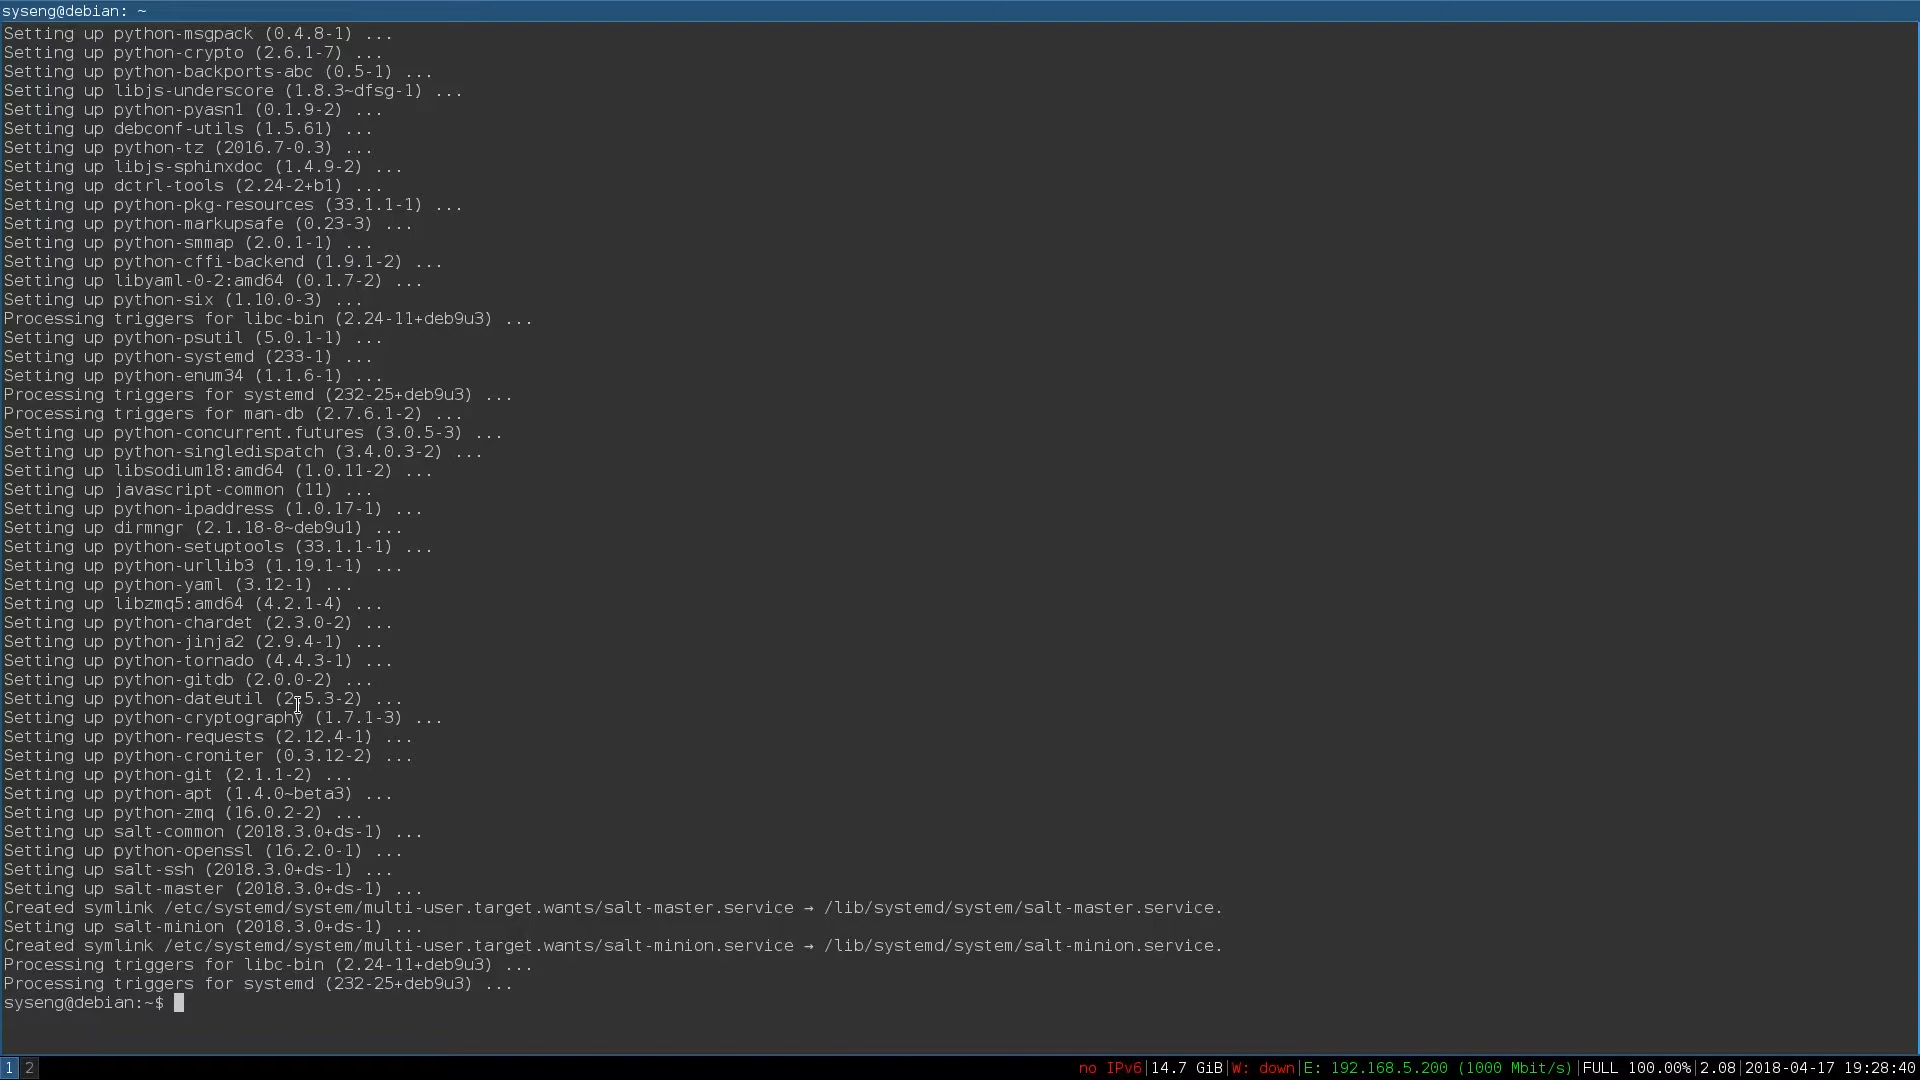 syseng@debian: ~
Setting up python-msgpack (0.4.8-1) ...
Setting up python-crypto (2.6.1-7) ...
Setting up python-backports-abc (0.5-1) ...
Setting up libjs-underscore (1.8.3~dfsg-1) ...
Setting up python-pyasn1 (0.1.9-2) ...
Setting up debconf-utils (1.5.61) ...
Setting up python-tz (2016.7-0.3) ...
Setting up libjs-sphinxdoc (1.4.9-2) ...
Setting up dctrl-tools (2.24-2+b1) ...
Setting up python-pkg-resources (33.1.1-1) ...
Setting up python-markupsafe (0.23-3) ...
Setting up python-smmap (2.0.1-1) ...
Setting up python-cffi-backend (1.9.1-2) ...
Setting up libyaml-0-2:amd64 (0.1.7-2) ...
Setting up python-six (1.10.0-3) ...
Processing triggers for libc-bin (2.24-11+deb9u3) ...
Setting up python-psutil (5.0.1-1) ...
Setting up python-systemd (233-1) ...
Setting up python-enum34 (1.1.6-1) ...
Processing triggers for systemd (232-25+deb9u3) ...
Processing triggers for man-db (2.7.6.1-2) ...
Setting up python-concurrent.futures (3.0.5-3) ...
Setting up python-singledispatch (3.4.0.3-2) ...
Setting up libsodium18:amd64 (1.0.11-2) ...
Setting up javascript-common (11) ...
Setting up python-ipaddress (1.0.17-1) ...
Setting up dirmngr (2.1.18-8~deb9u1) ...
Setting up python-setuptools (33.1.1-1) ...
Setting up python-urllib3 (1.19.1-1) ...
Setting up python-yaml (3.12-1) ...
Setting up libzmq5:amd64 (4.2.1-4) ...
Setting up python-chardet (2.3.0-2) ...
Setting up python-jinja2 (2.9.4-1) ...
Setting up python-tornado (4.4.3-1) ...
Setting up python-gitdb (2.0.0-2) ...
Setting up python-dateutil (2.5.3-2) ...
Setting up python-cryptography (1.7.1-3) ...
Setting up python-requests (2.12.4-1) ...
Setting up python-croniter (0.3.12-2) ...
Setting up python-git (2.1.1-2) ...
Setting up python-apt (1.4.0~beta3) ...
Setting up python-zmq (16.0.2-2) ...
Setting up salt-common (2018.3.0+ds-1) ...
Setting up python-openssl (16.2.0-1) ...
Setting up salt-ssh (2018.3.0+ds-1) ...
Setting up salt-master (2018.3.0+ds-1) ...
Created symlink /etc/systemd/system/multi-user.target.wants/salt-master.service → /lib/systemd/system/salt-master.service.
Setting up salt-minion (2018.3.0+ds-1) ...
Created symlink /etc/systemd/system/multi-user.target.wants/salt-minion.service → /lib/systemd/system/salt-minion.service.
Processing triggers for libc-bin (2.24-11+deb9u3) ...
Processing triggers for systemd (232-25+deb9u3) ...
syseng@debian:~$
1 2 no IPv6|14.7 GiB|W: down|E: 192.168.5.200 (1000 Mbit/s)|FULL 100.00%|2.08|2018-04-17 19:28:40